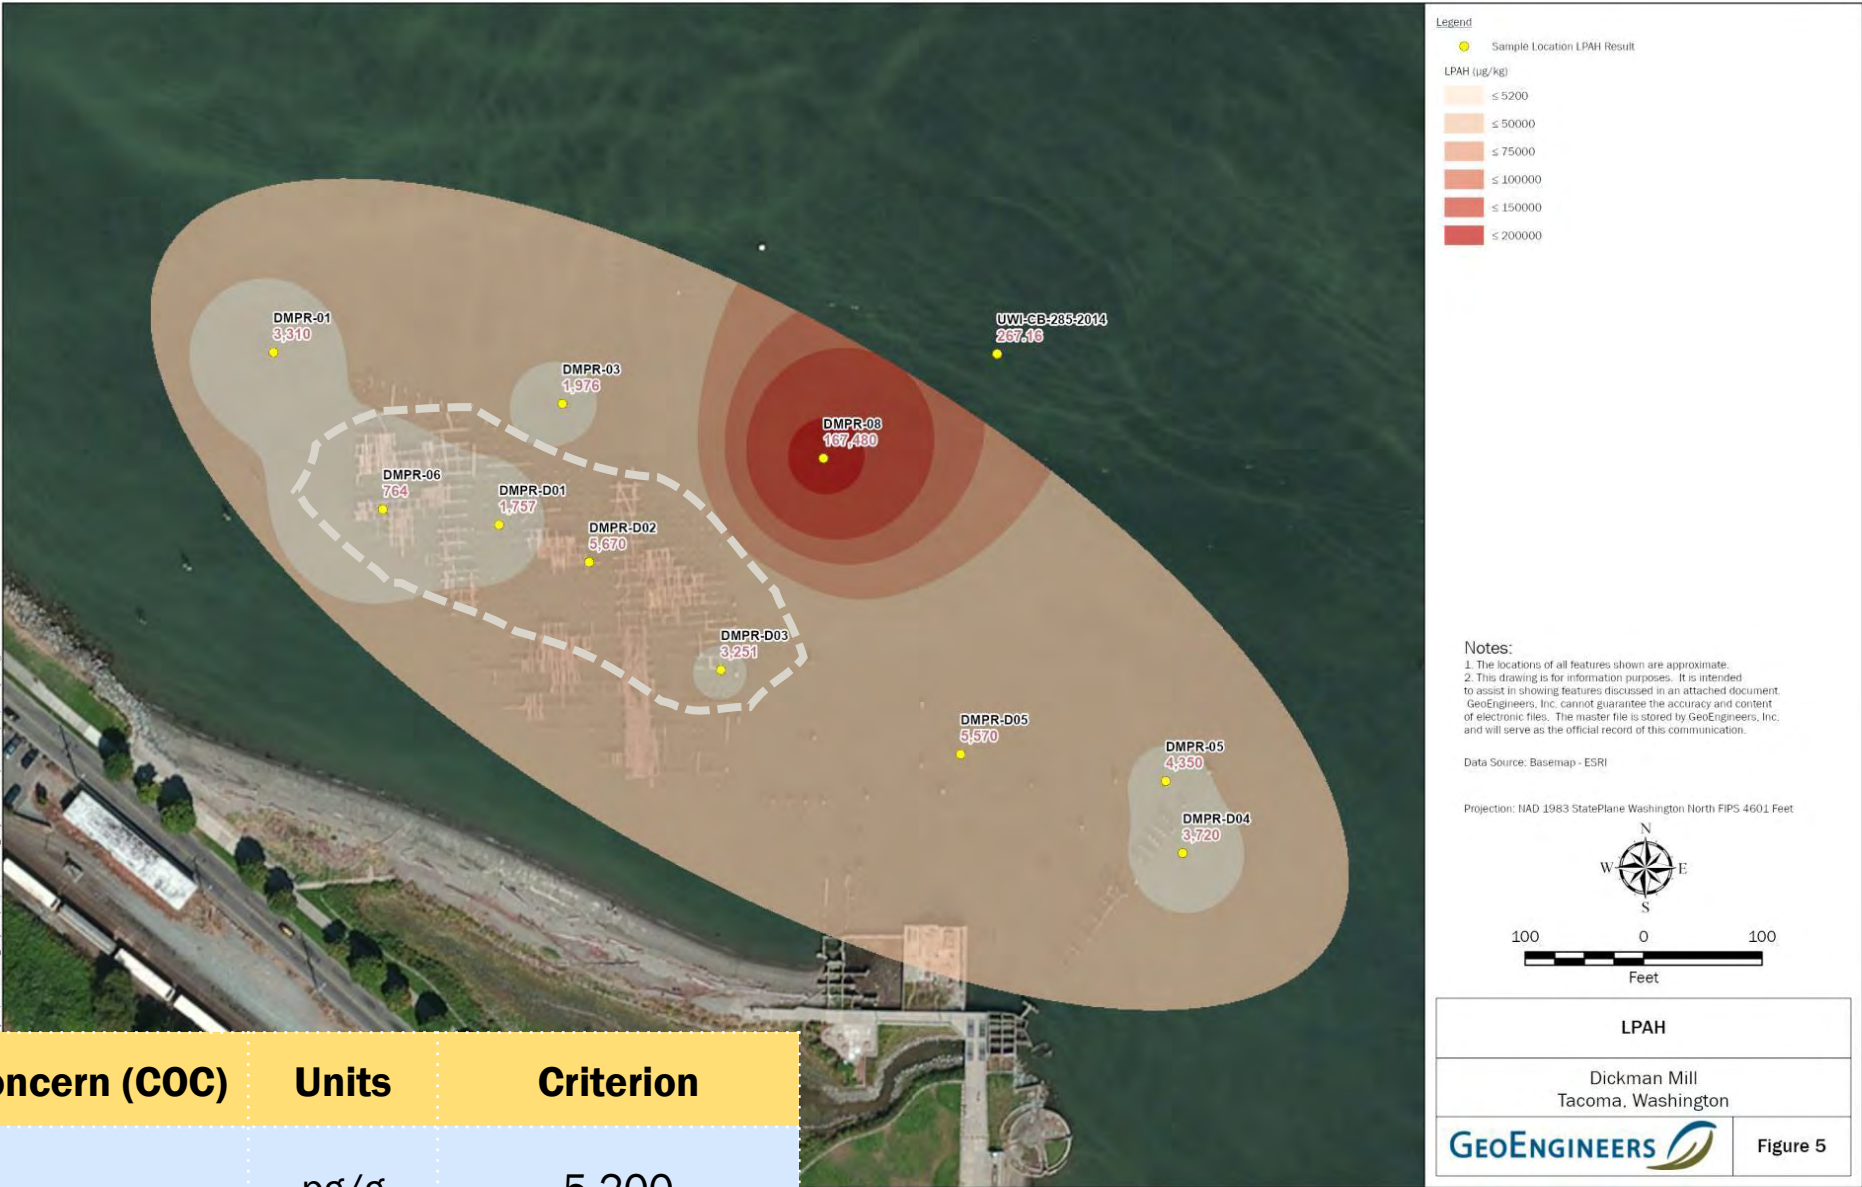 Legend
Sample Location LPAH Result
LPAH (µg/kg)
≤ 5200
≤ 50000
≤ 75000
≤ 100000
≤ 150000
≤ 200000
DMPR-01
3,310
DMPR-03
1,976
UWI-CB-285-2014
267.16
DMPR-08
167,480
DMPR-06
764
DMPR-D01
1,757
DMPR-D02
5,670
DMPR-D03
3,251
DMPR-D05
5,570
DMPR-05
4,350
DMPR-D04
3,720
Notes:
1. The locations of all features shown are approximate.
2. This drawing is for information purposes. It is intended
to assist in showing features discussed in an attached document.
GeoEngineers, Inc. cannot guarantee the accuracy and content
of electronic files. The master file is stored by GeoEngineers, Inc.
and will serve as the official record of this communication.
Data Source: Basemap - ESRI
Projection: NAD 1983 StatePlane Washington North FIPS 4601 Feet
N
W E
S
100 0 100
Feet
LPAH
Dickman Mill
Tacoma, Washington
GEOENGINEERS
Figure 5
(COC) Units Criterion
5,200